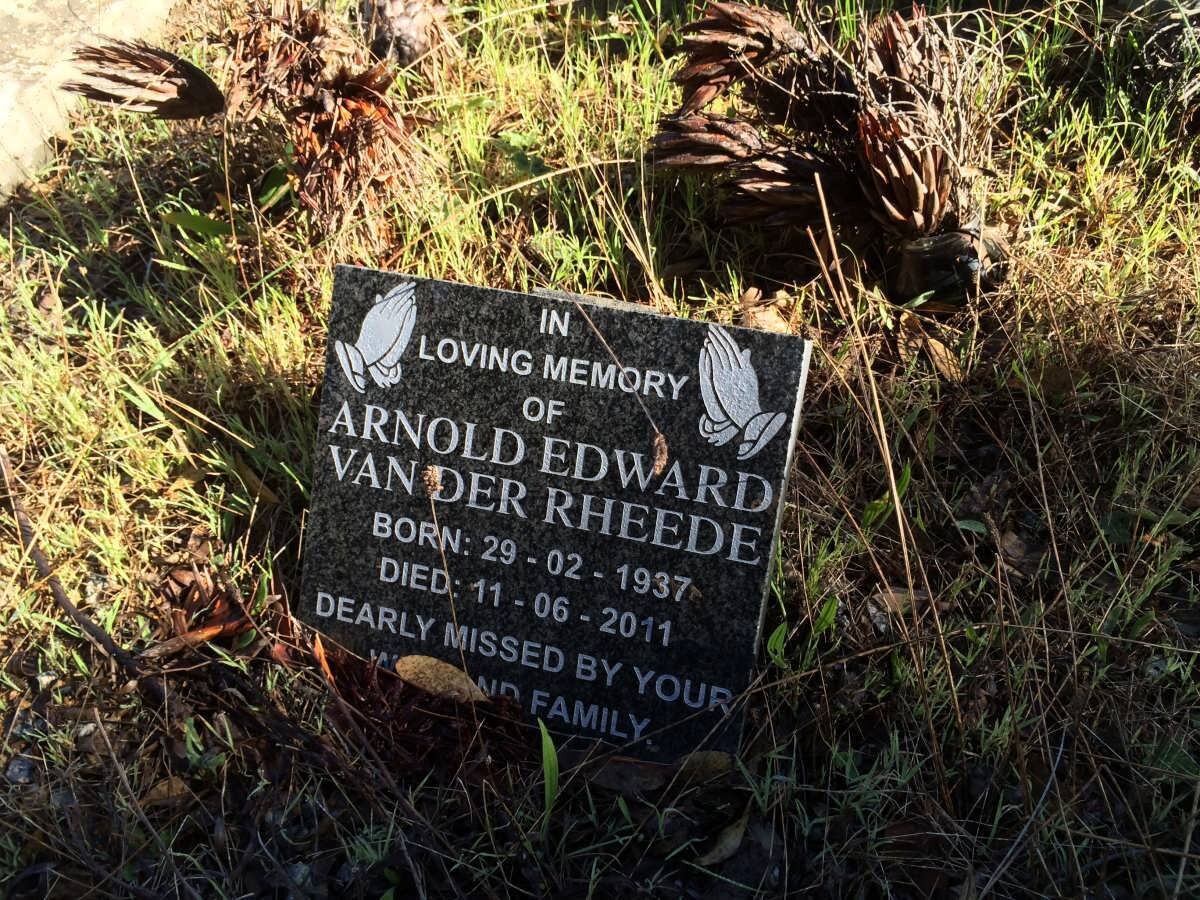 IN
LOVING MEMORY
OF
ARNOLD EDWARD
VAN DER RHEEDE
BORN: 29 - 02 - 1937
DIED: 11 - 06 - 2011
DEARLY MISSED BY YOUR
FAMILY.